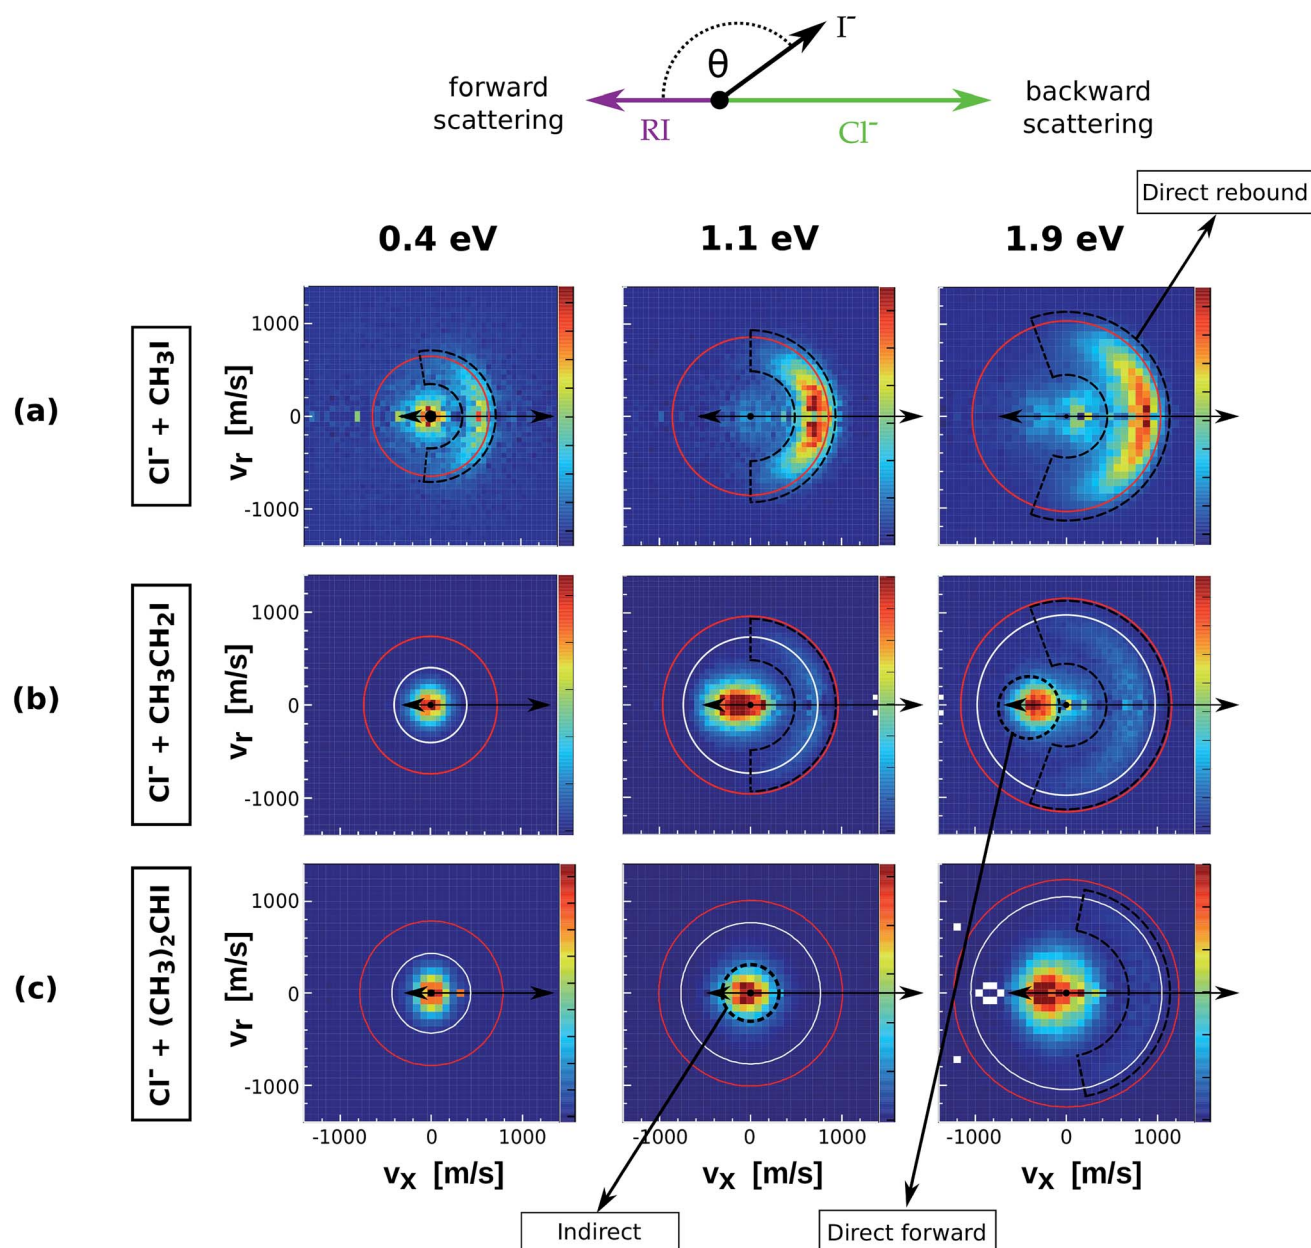 I⁻
θ
forward
scattering
RI
Cl⁻
backward
scattering
Direct rebound
0.4 eV
1.1 eV
1.9 eV
(a)
Cl⁻ + CH₃I
vr [m/s]
1000
0
-1000
(b)
Cl⁻ + CH₃CH₂I
vr [m/s]
1000
0
-1000
(c)
Cl⁻ + (CH₃)₂CHI
vr [m/s]
1000
0
-1000
-1000 0 1000
-1000 0 1000
-1000 0 1000
vX [m/s]
vX [m/s]
vX [m/s]
Indirect
Direct forward